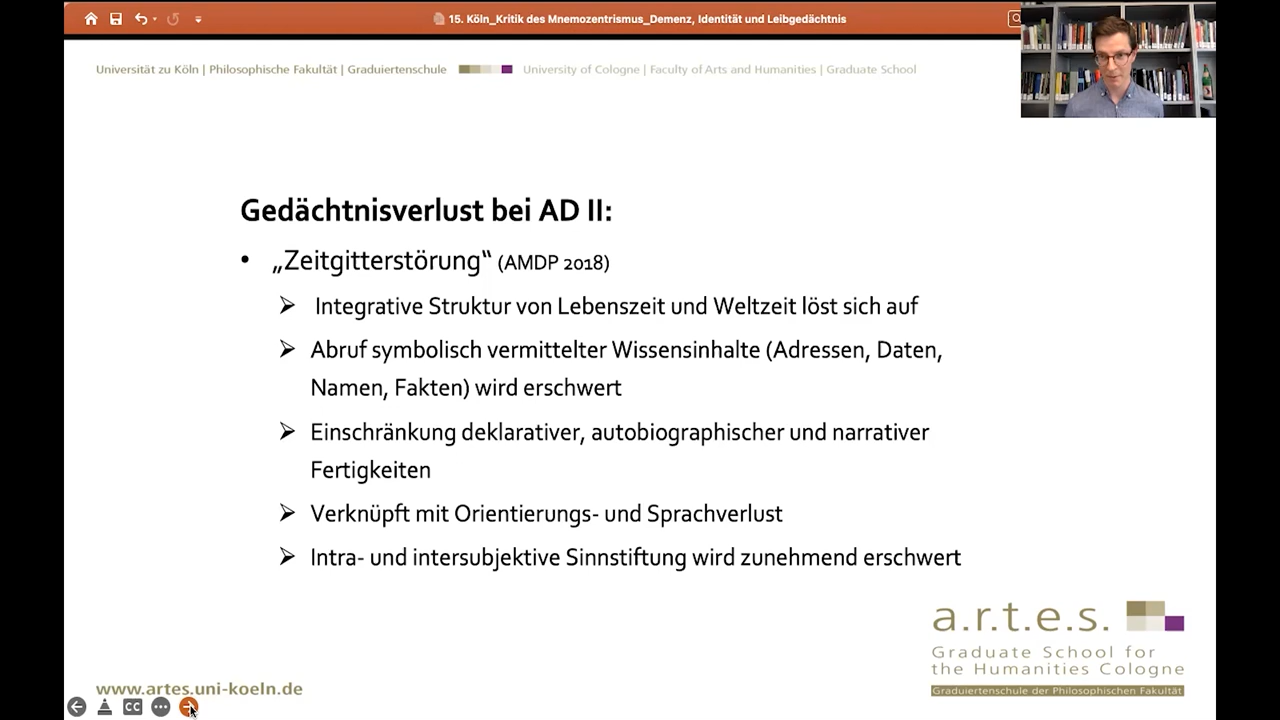 15. Köln_Kritik des Mnemozentrismus_Demenz, Identität und Leibgedächtnis
Universität zu Köln | Philosophische Fakultät | Graduiertenschule
University of Cologne | Faculty of Arts and Humanities | Graduate School
Gedächtnisverlust bei AD II:
• „Zeitgitterstörung“ (AMDP 2018)
➢ Integrative Struktur von Lebenszeit und Weltzeit löst sich auf
➢ Abruf symbolisch vermittelter Wissensinhalte (Adressen, Daten,
Namen, Fakten) wird erschwert
➢ Einschränkung deklarativer, autobiographischer und narrativer
Fertigkeiten
➢ Verknüpft mit Orientierungs- und Sprachverlust
➢ Intra- und intersubjektive Sinnstiftung wird zunehmend erschwert
a.r.t.e.s.
Graduate School for
the Humanities Cologne
Graduiertenschule der Philosophischen Fakultät
www.artes.uni-koeln.de
CC